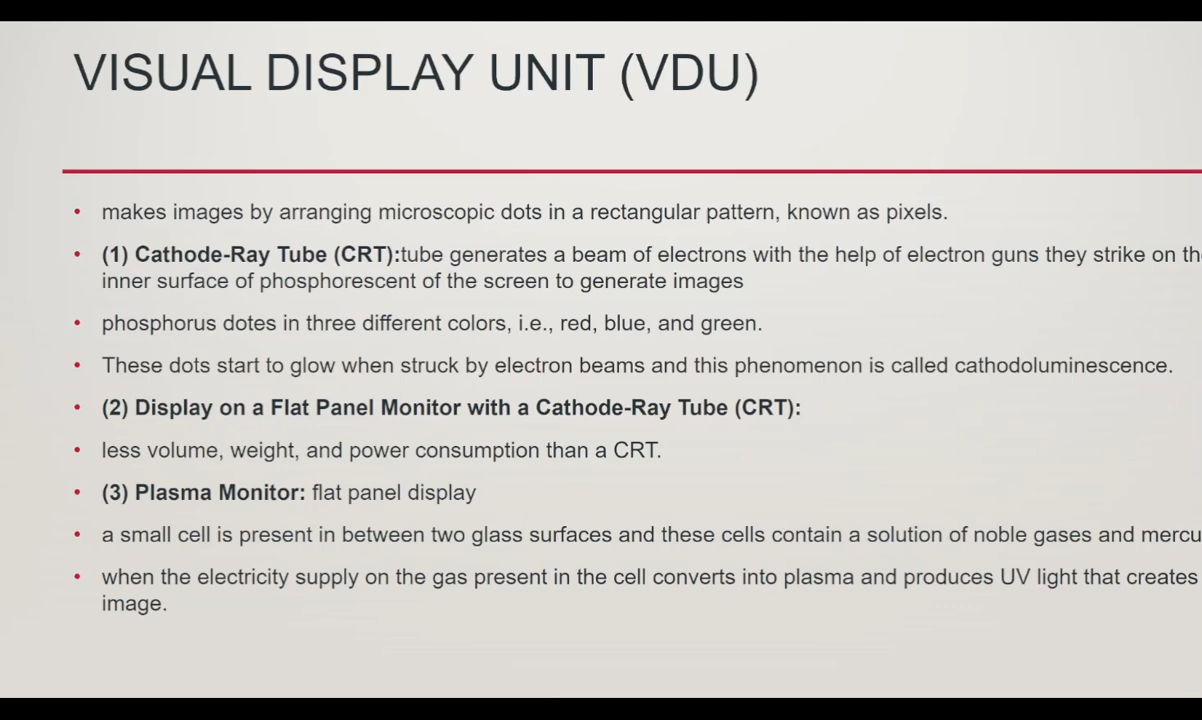 VISUAL DISPLAY UNIT (VDU)
• makes images by arranging microscopic dots in a rectangular pattern, known as pixels.
• (1) Cathode-Ray Tube (CRT):tube generates a beam of electrons with the help of electron guns they strike on
inner surface of phosphorescent of the screen to generate images
• phosphorus dotes in three different colors, i.e., red, blue, and green.
• These dots start to glow when struck by electron beams and this phenomenon is called cathodoluminescence.
• (2) Display on a Flat Panel Monitor with a Cathode-Ray Tube (CRT):
• less volume, weight, and power consumption than a CRT.
• (3) Plasma Monitor: flat panel display
• a small cell is present in between two glass surfaces and these cells contain a solution of noble gases and
• when the electricity supply on the gas present in the cell converts into plasma and produces UV light that creates
image.